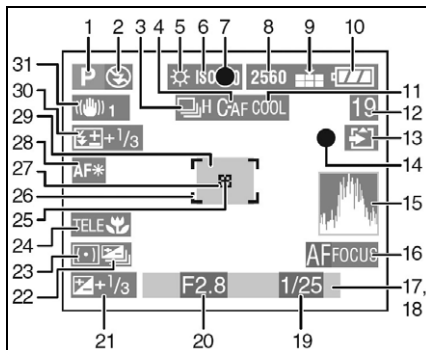 1 2 3 4 5 6 7 8 9 10
P ISO 2560
31 30 29 28 27 26 25 24 23 22
1 H C-AF COOL 19
11 12 13 14 15 16
+1/3
AF
TELE
AFFOCUS
+1/3 F2.8 1/25
17, 18
21 20 19